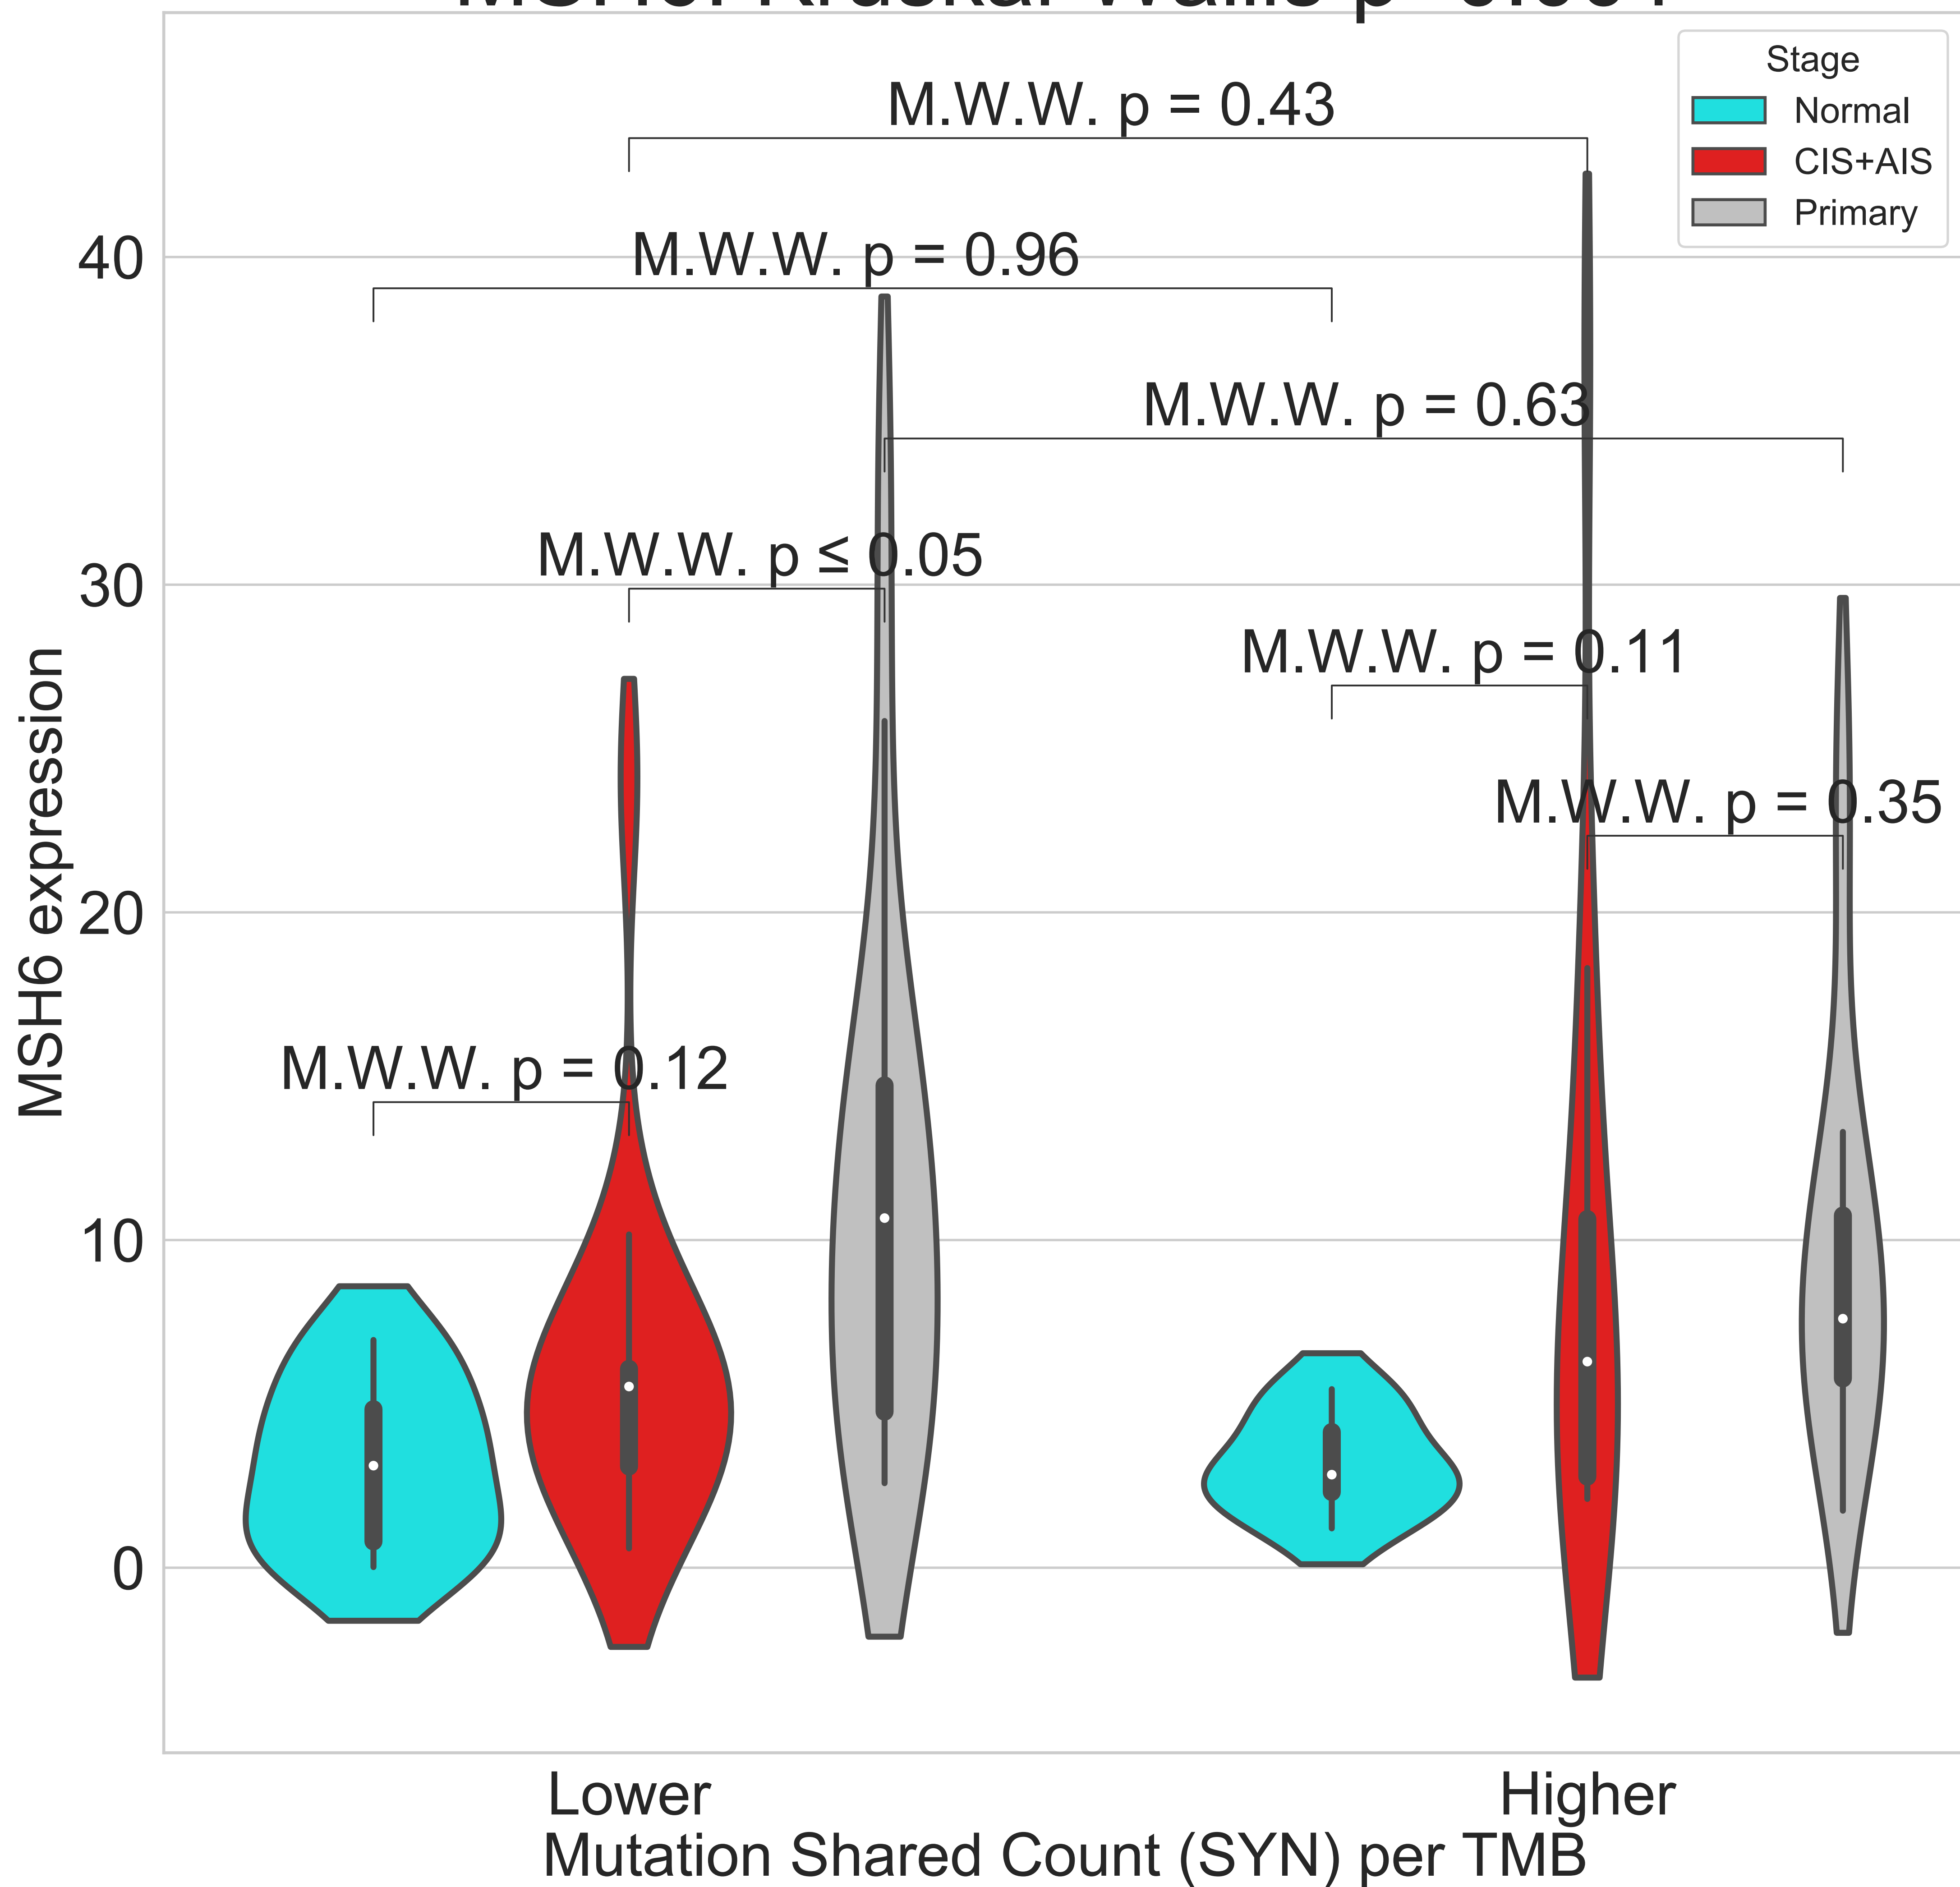 Stage
Normal
CIS+AIS
Primary
M.W.W. p = 0.43
M.W.W. p = 0.96
M.W.W. p = 0.63
M.W.W. p ≤ 0.05
M.W.W. p = 0.11
M.W.W. p = 0.35
M.W.W. p = 0.12
40
30
20
10
0
MSH6 expression
Lower
Higher
Mutation Shared Count (SYN) per TMB